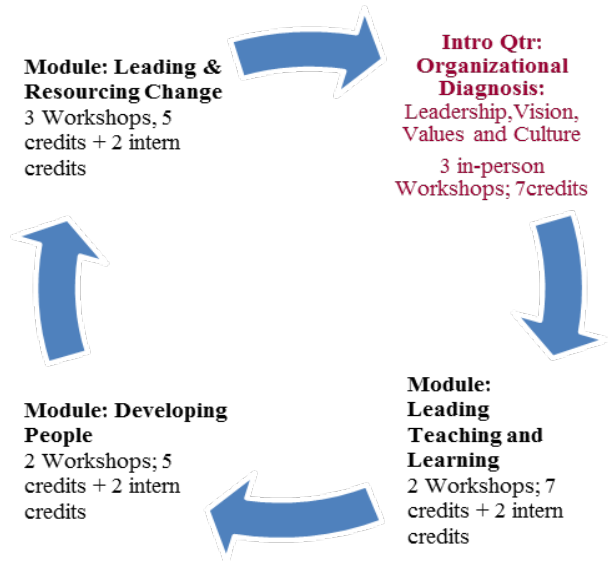 Module: Leading &
Resourcing Change
3 Workshops, 5
credits + 2 intern
credits
Intro Qtr:
Organizational
Diagnosis:
Leadership,Vision,
Values and Culture
3 in-person
Workshops; 7credits
Module: Developing
People
2 Workshops; 5
credits + 2 intern
credits
Module:
Leading
Teaching and
Learning
2 Workshops; 7
credits + 2 intern
credits